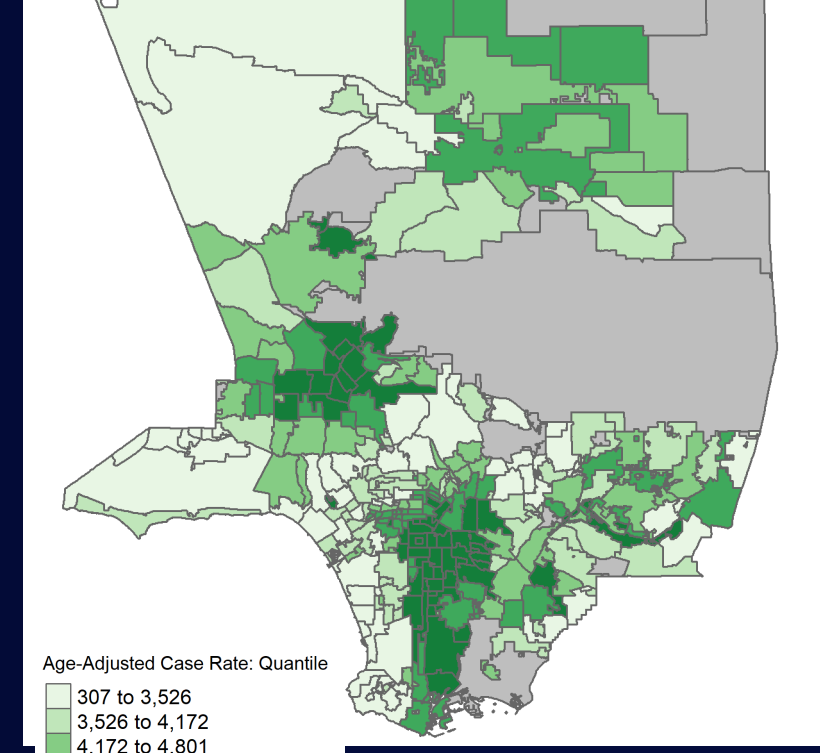 Age-Adjusted Case Rate: Quantile
307 to 3,526
3,526 to 4,172
4,172 to 4,801